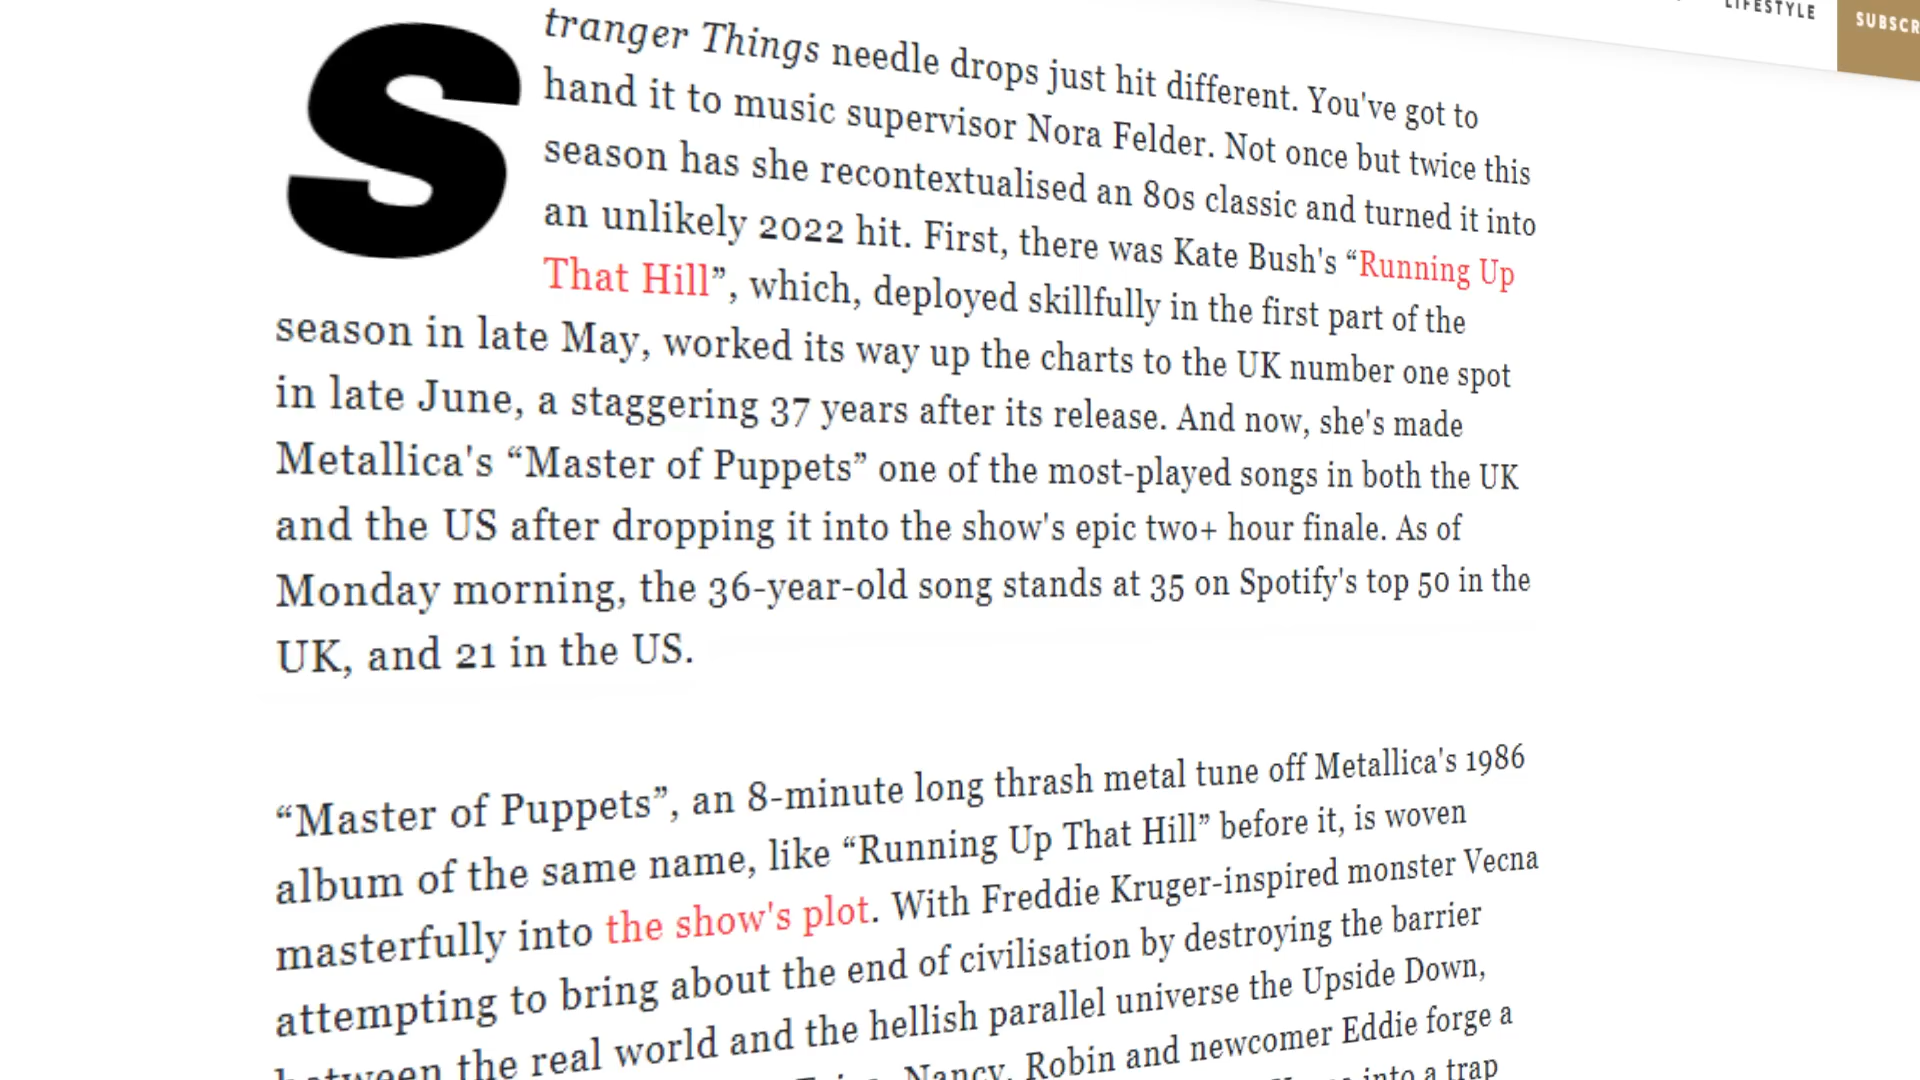 LIFESTYLE
Stranger Things needle drops just hit different. You've got to
hand it to music supervisor Nora Felder. Not once but twice this
season has she recontextualised an 80s classic and turned it into
an unlikely 2022 hit. First, there was Kate Bush's “Running Up
That Hill”, which, deployed skillfully in the first part of the
season in late May, worked its way up the charts to the UK number one spot
in late June, a staggering 37 years after its release. And now, she's made
Metallica's “Master of Puppets” one of the most-played songs in both the UK
and the US after dropping it into the show's epic two+ hour finale. As of
Monday morning, the 36-year-old song stands at 35 on Spotify's top 50 in the
UK, and 21 in the US.
“Master of Puppets”, an 8-minute long thrash metal tune off Metallica's 1986
album of the same name, like “Running Up That Hill” before it, is woven
masterfully into the show's plot. With Freddie Kruger-inspired monster Vecna
attempting to bring about the end of civilisation by destroying the barrier
between the real world and the hellish parallel universe the Upside Down,
Nancy, Robin and newcomer Eddie forge a
into a trap